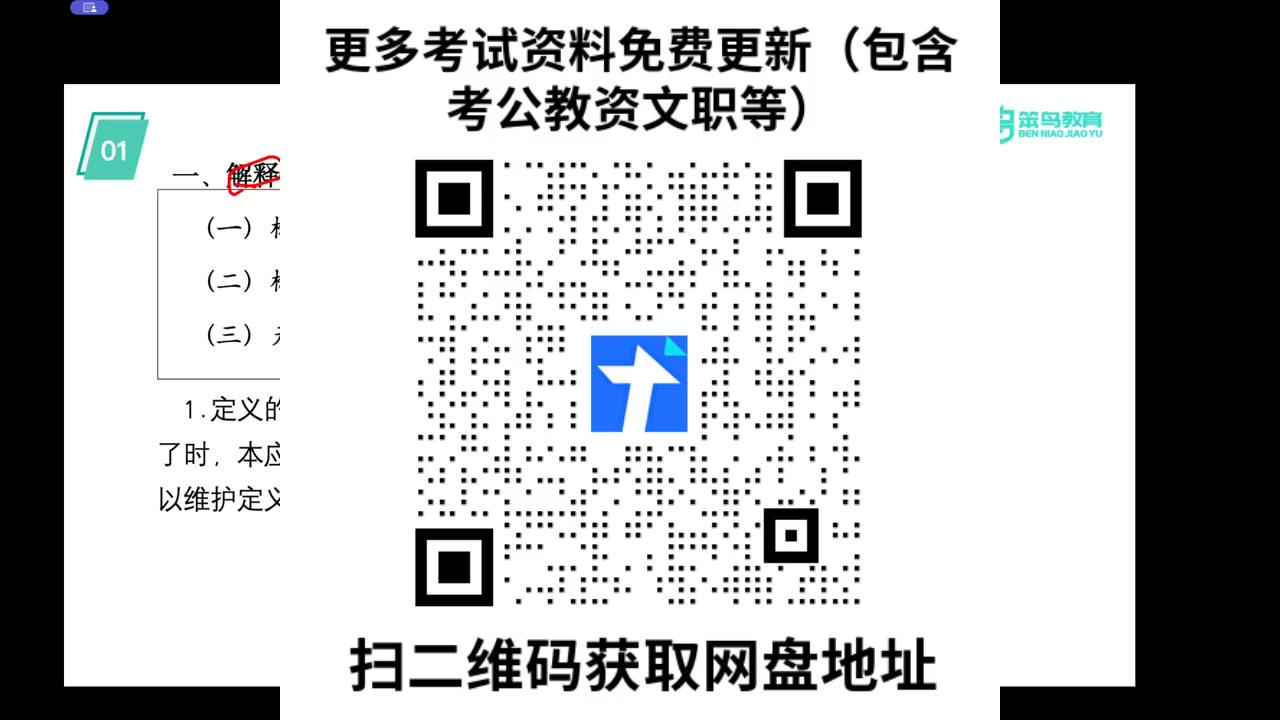 更多考试资料免费更新（包含
考公教资文职等）
01
笨鸟教育
BEN NIAO JIAO YU
一、解释
（一）
（二）
（三）
1.定义的
了时，本应
以维护定义
扫二维码获取网盘地址